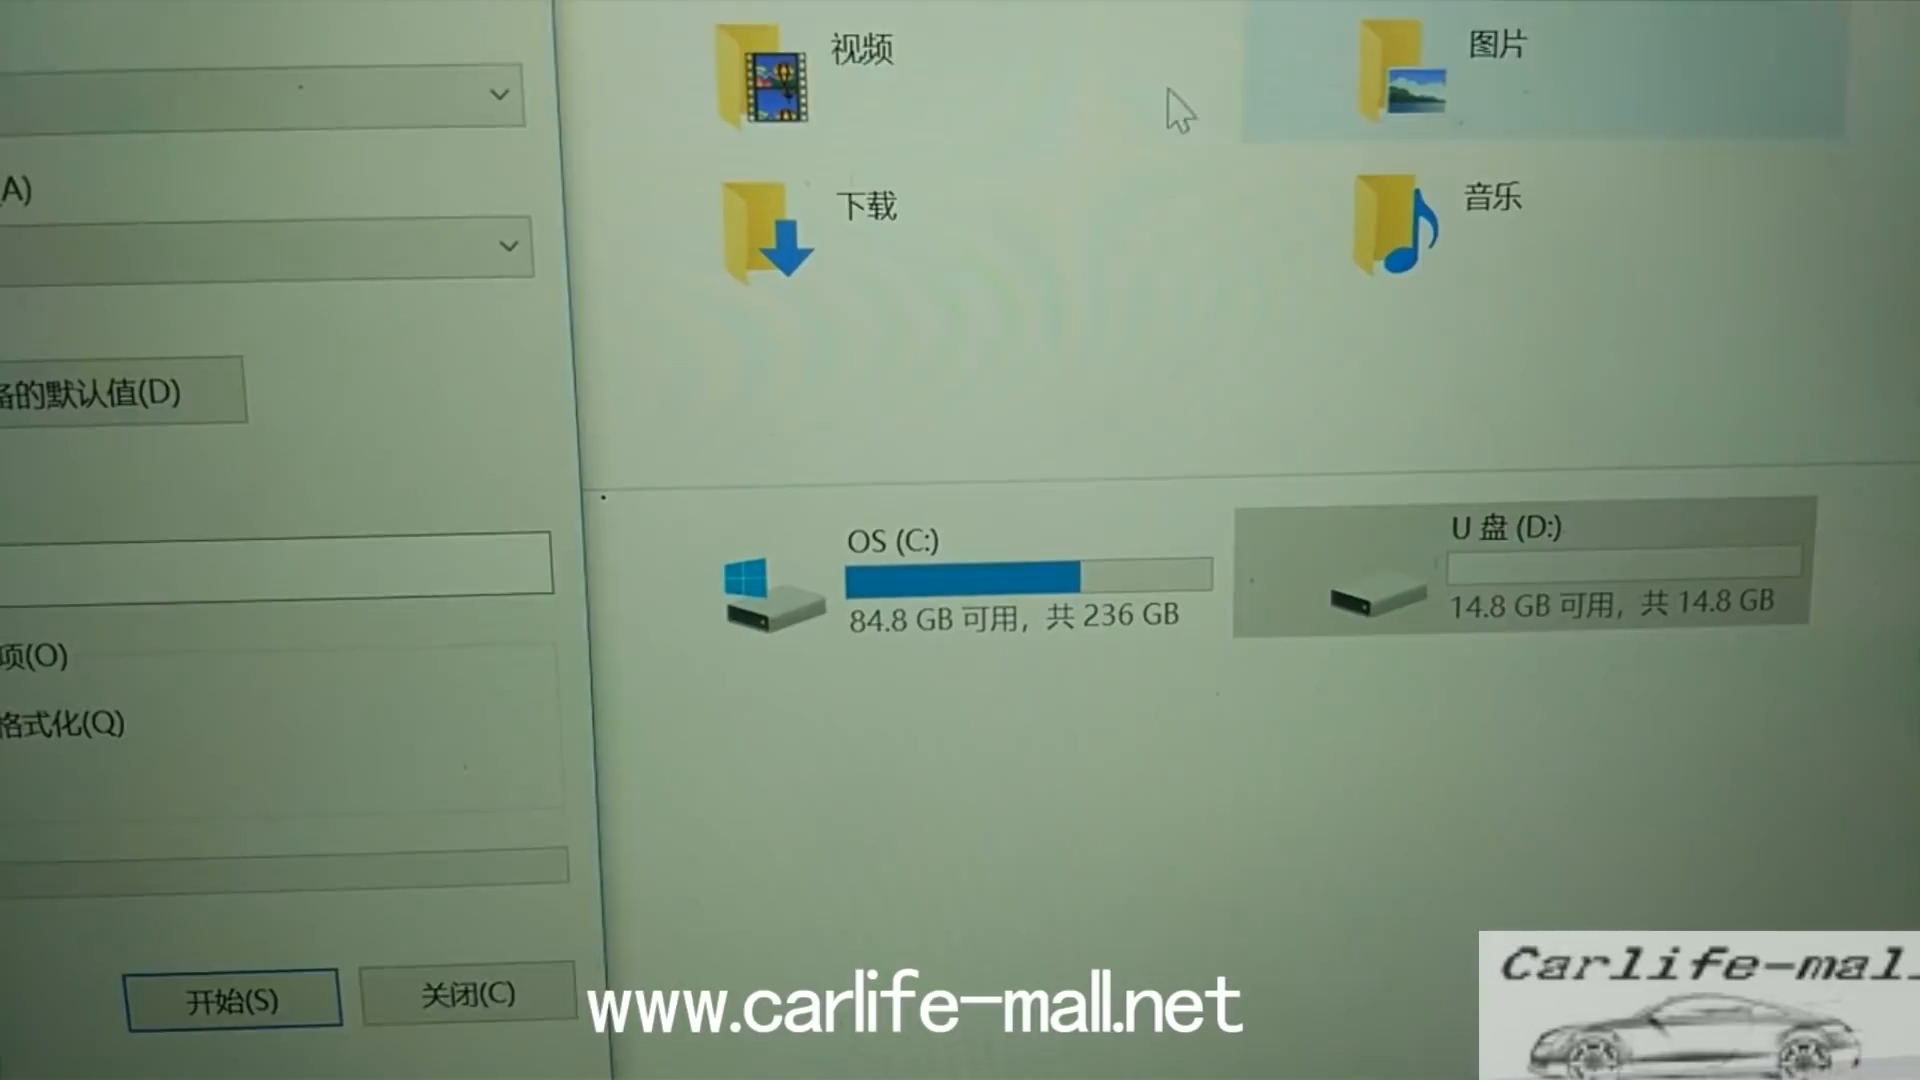 视频
图片
(A)
下载
音乐
备的默认值(D)
OS (C:)
84.8 GB 可用，共 236 GB
U 盘 (D:)
14.8 GB 可用，共 14.8 GB
项(O)
格式化(Q)
开始(S)
关闭(C)
www.carlife-mall.net
Carlife-mall